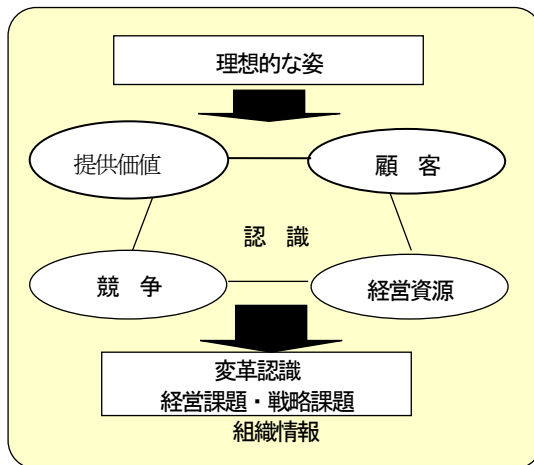 理想的な姿
提供価値
顧 客
認 識
競 争
経営資源
変革認識
経営課題・戦略課題
組織情報